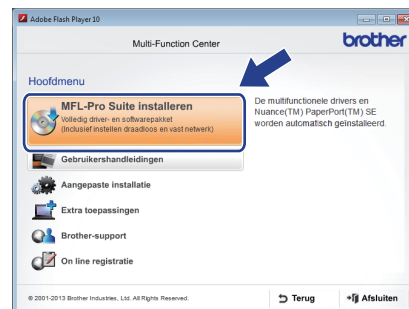 Adobe Flash Player 10
Multi-Function Center
brother
Hoofdmenu
MFL-Pro Suite installeren
Volledig driver- en softwarepakket
(Inclusief instellen draadloos en vast netwerk)
De multifunctionele
drivers en
Nuance(TM) PaperPort(TM) SE
worden automatisch geïnstalleerd.
Gebruikershandleidingen
Aangepaste installatie
Extra toepassingen
Brother-support
On line registratie
© 2001-2013 Brother Industries, Ltd. All Rights Reserved.
Terug
Afsluiten